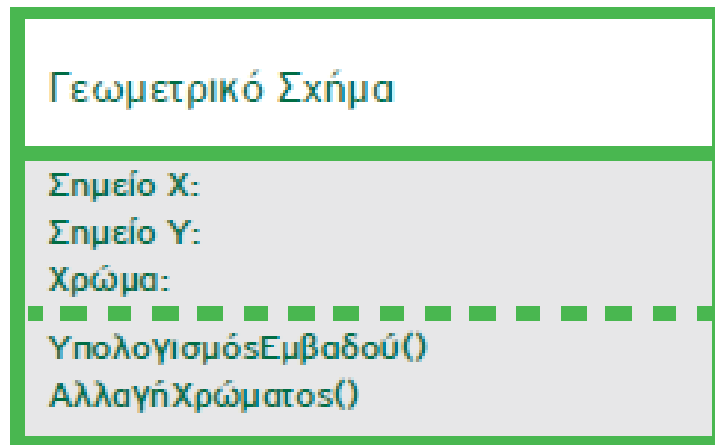 Γεωμετρικό Σχήμα
Σημείο Χ:
Σημείο Υ:
Χρώμα:
ΥπολογισμόςΕμβαδού()
ΑλλαγήΧρώματος()